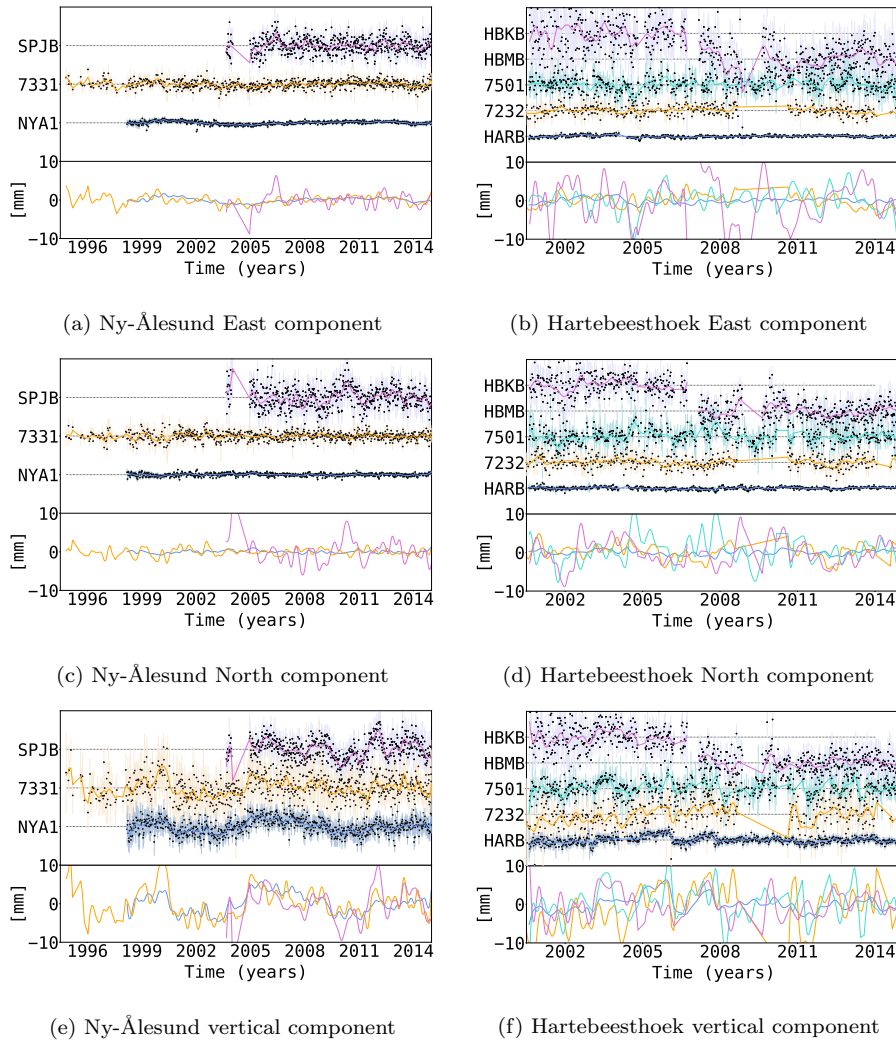 SPJB
7331
NYA1
10
0
−10
[mm]
1996 1999 2002 2005 2008 2011 2014
Time (years)
(a) Ny-Ålesund East component
HBKB
HBMB
7501
7232
HARB
10
0
−10
[mm]
2002 2005 2008 2011 2014
Time (years)
(b) Hartebeesthoek East component
SPJB
7331
NYA1
10
0
−10
[mm]
1996 1999 2002 2005 2008 2011 2014
Time (years)
(c) Ny-Ålesund North component
HBKB
HBMB
7501
7232
HARB
10
0
−10
[mm]
2002 2005 2008 2011 2014
Time (years)
(d) Hartebeesthoek North component
SPJB
7331
NYA1
10
0
−10
[mm]
1996 1999 2002 2005 2008 2011 2014
Time (years)
(e) Ny-Ålesund vertical component
HBKB
HBMB
7501
7232
HARB
10
0
−10
[mm]
2002 2005 2008 2011 2014
Time (years)
(f) Hartebeesthoek vertical component